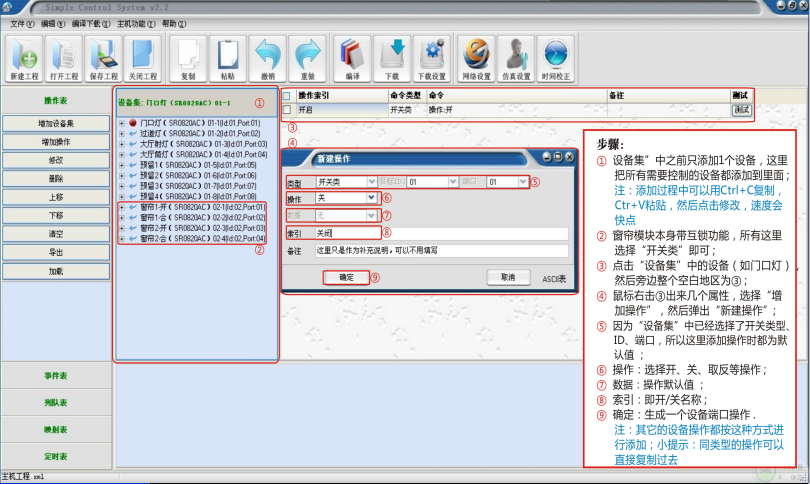 Simple Control System v2.2
文件(F) 编辑(E) 编译下载(I) 主机功能(T) 帮助(Q)
新建工程 打开工程 保存工程 关闭工程 复制 粘贴 撤销 重做 编译 下载 下载设置 网络设置 仿真设置 时间校正
操作表
增加设备集
增加操作
修改
删除
上移
下移
清空
导出
加载
事件表
列队表
映射表
定时表
设备集: 门口灯(SR0820AC) 01-1 ①
门口灯( SR0820AC) 01-1(Id:01,Port:01)
过道灯( SR0820AC) 01-2(Id:01,Port:02)
大厅射灯( SR0820AC) 01-3(Id:01,Port:03)
大厅筒灯( SR0820AC) 01-4(Id:01,Port:04)
预留1( SR0820AC) 01-5(Id:01,Port:05)
预留2( SR0820AC) 01-6(Id:01,Port:06)
预留3( SR0820AC) 01-7(Id:01,Port:07)
预留4( SR0820AC) 01-8(Id:01,Port:08)
窗帘1-开( SR0820AC) 02-1(Id:02,Port:01)
窗帘1-合( SR0820AC) 02-2(Id:02,Port:02)
窗帘2-开( SR0820AC) 02-3(Id:02,Port:03)
窗帘2-合( SR0820AC) 02-4(Id:02,Port:04)
②
操作索引 命令类型 命令 备注 测试
开启 开关类 操作:开 测试
③
④
新建操作
类型 开关类 目标ID: 01 端口: 01 ⑤
操作 关 ⑥
数据 无 ⑦
索引 关闭 ⑧
备注 这里只是作为补充说明，可以不用填写
确定 ⑨ 取消 ASCII表
步骤:
① 设备集”中之前只添加1个设备，这里
把所有需要控制的设备都添加到里面；
注：添加过程中可以用Ctrl+C复制，
Ctr+V粘贴，然后点击修改，速度会
快点
② 窗帘模块本身带互锁功能，所有这里
选择“开关类”即可；
③ 点击“设备集”中的设备（如门口灯），
然后旁边整个空白地区为③；
④ 鼠标右击③出来几个属性，选择“增
加操作”，然后弹出“新建操作”；
⑤ 因为“设备集”中已经选择了开关类型、
ID、端口，所以这里添加操作时都为默
认值；
⑥ 操作：选择开、关、取反等操作；
⑦ 数据：操作默认值；
⑧ 索引：即开/关名称；
⑨ 确定：生成一个设备端口操作.
注：其它的设备操作都按这种方式进
行添加；小提示：同类型的操作可以
直接复制过去
主机工程.xml